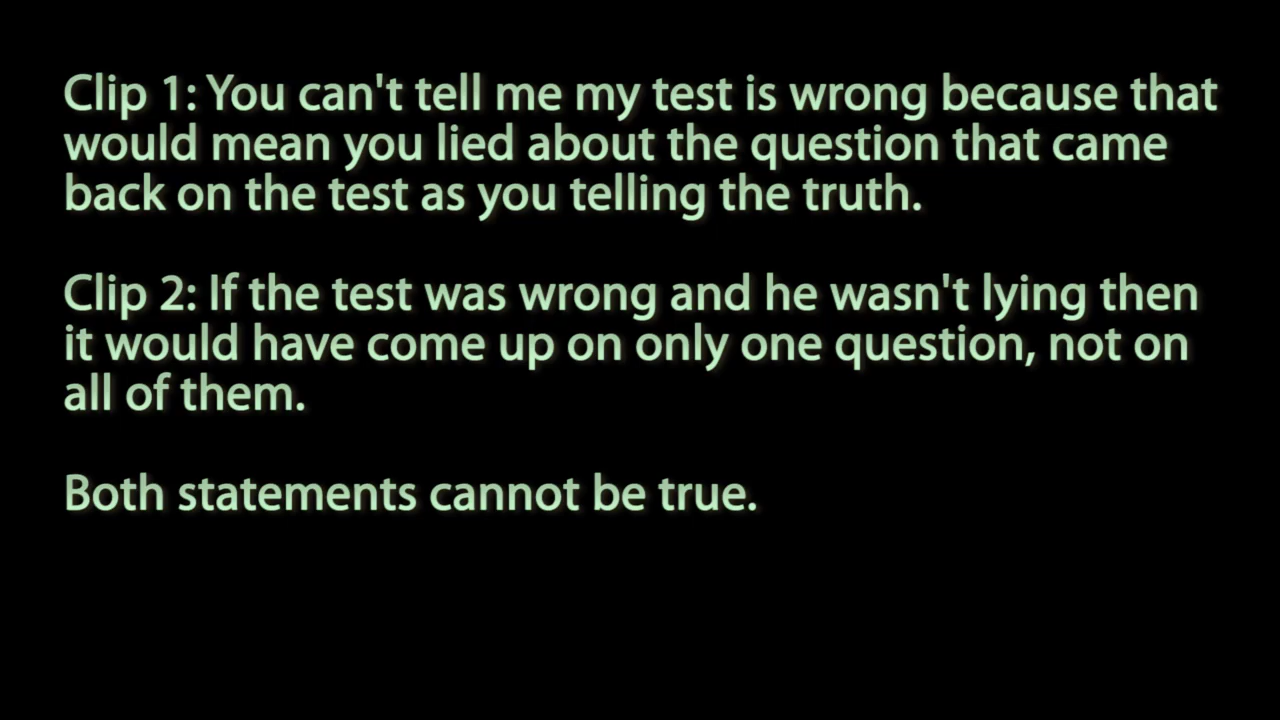 Clip 1: You can't tell me my test is wrong because that
would mean you lied about the question that came
back on the test as you telling the truth.
Clip 2: If the test was wrong and he wasn't lying then
it would have come up on only one question, not on
all of them.
Both statements cannot be true.